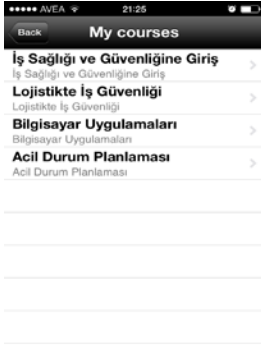 AVEA 21:25
Back My courses
İş Sağlığı ve Güvenliğine Giriş
İş Sağlığı ve Güvenliğine Giriş
Lojistikte İş Güvenliği
Lojistikte İş Güvenliği
Bilgisayar Uygulamaları
Bilgisayar Uygulamaları
Acil Durum Planlaması
Acil Durum Planlaması